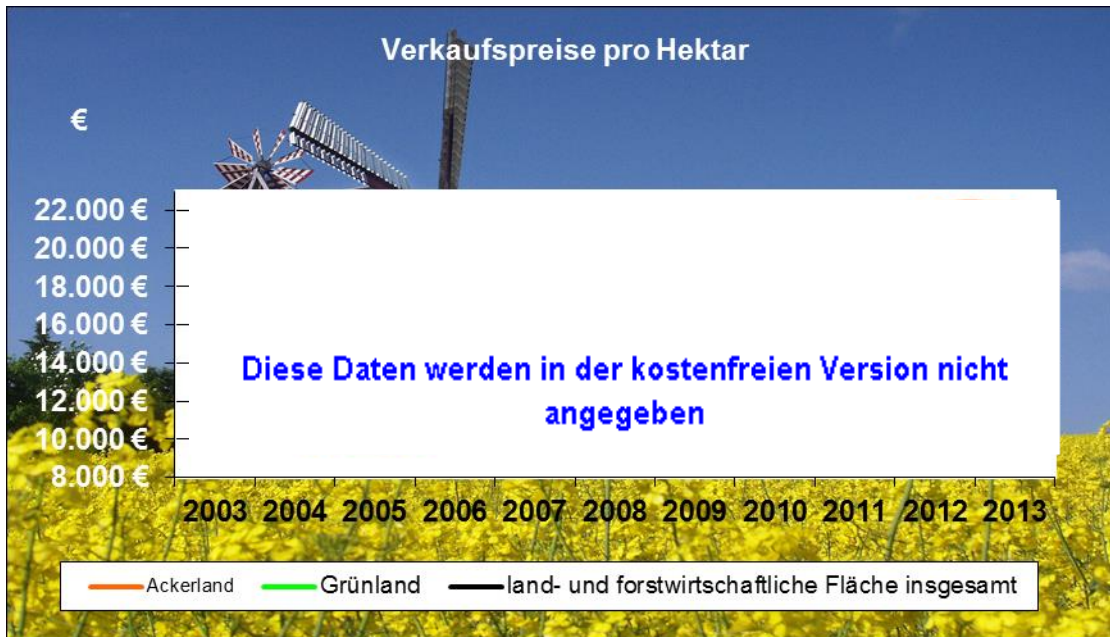 Verkaufspreise pro Hektar
€
22.000 €
20.000 €
18.000 €
16.000 €
14.000 €
12.000 €
10.000 €
8.000 €
Diese Daten werden in der kostenfreien Version nicht
angegeben
2003 2004 2005 2006 2007 2008 2009 2010 2011 2012 2013
Ackerland Grünland land- und forstwirtschaftliche Fläche insgesamt